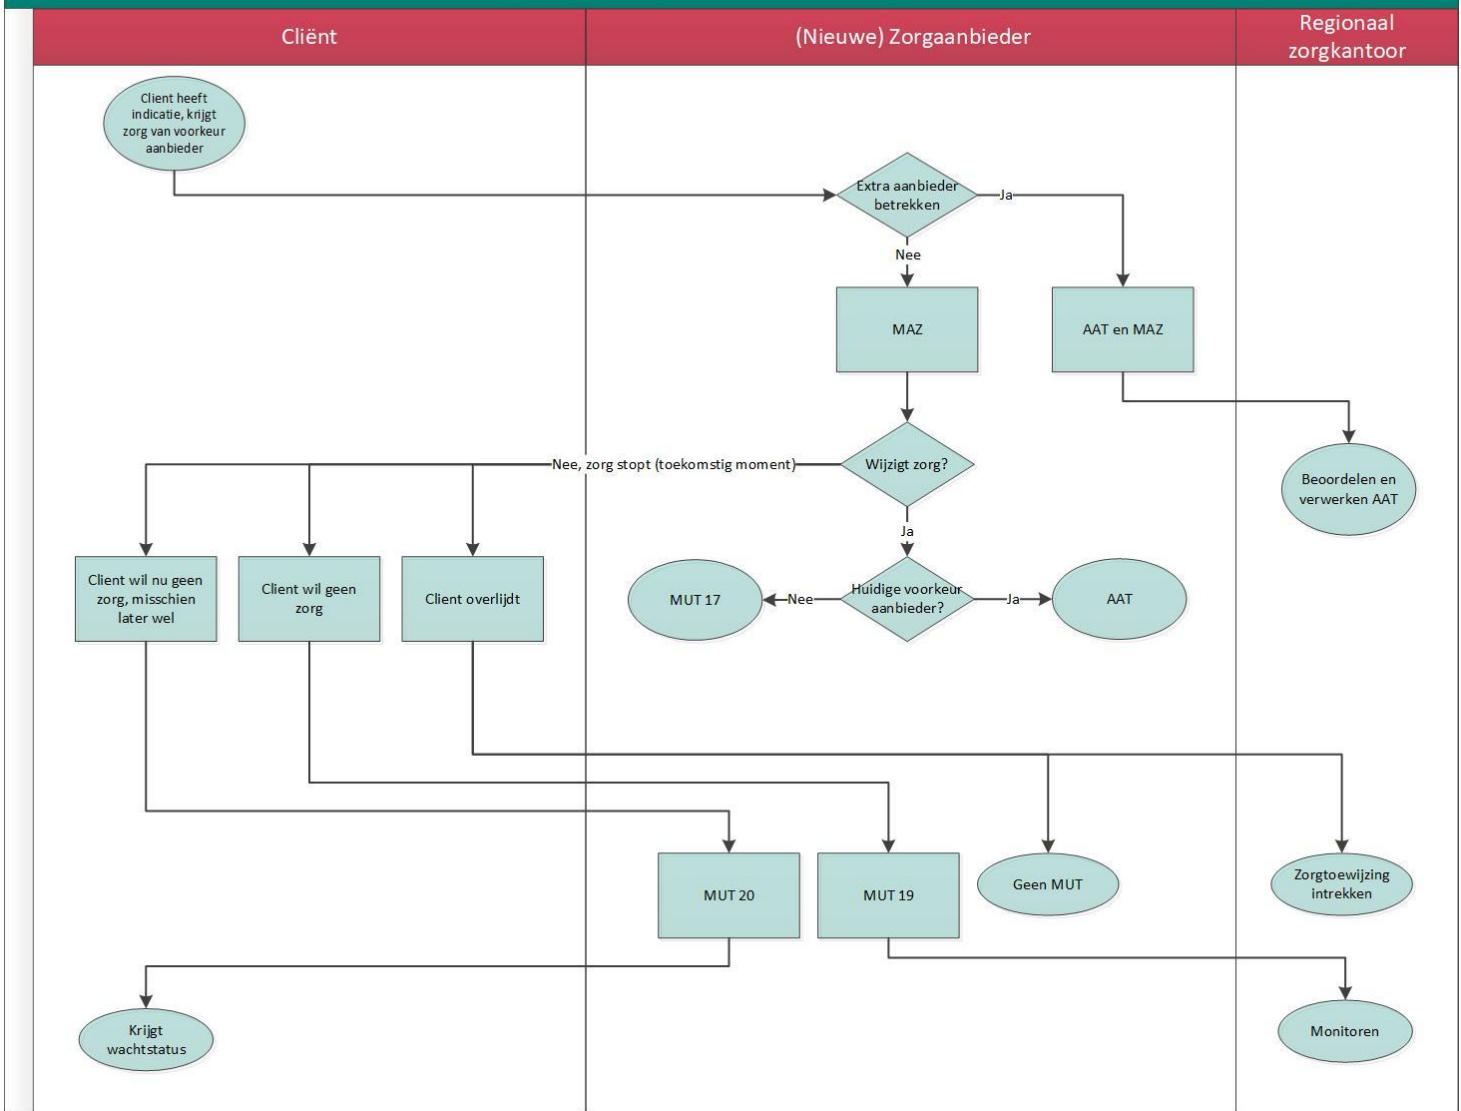 Cliënt
(Nieuwe) Zorgaanbieder
Regionaal
zorgkantoor
Client heeft
indicatie, krijgt
zorg van voorkeur
aanbieder
Extra aanbieder
betrekken
Ja
Nee
MAZ
AAT en MAZ
Nee, zorg stopt (toekomstig moment)
Wijzigt zorg?
Beoordelen en
verwerken AAT
Ja
Client wil nu geen
zorg, misschien
later wel
Client wil geen
zorg
Client overlijdt
MUT 17
Nee
Huidige voorkeur
aanbieder?
Ja
AAT
MUT 20
MUT 19
Geen MUT
Zorgtoewijzing
intrekken
Krijgt
wachtstatus
Monitoren